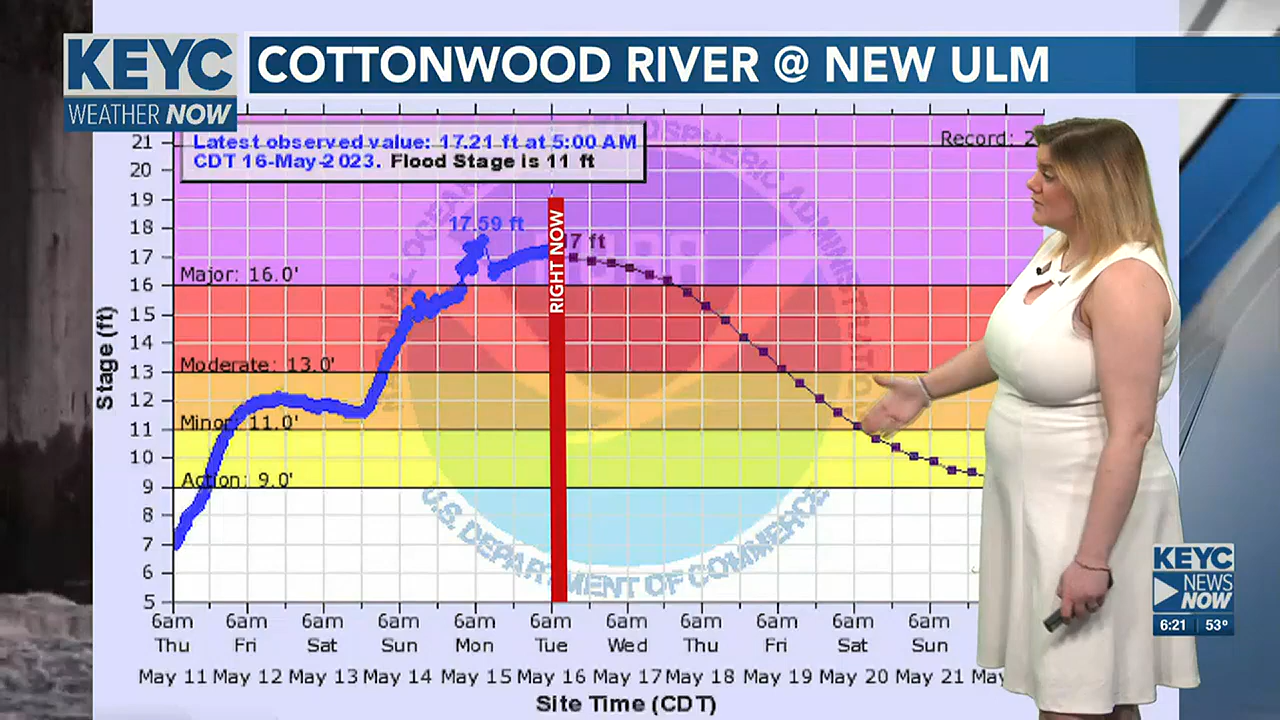 KEYC
WEATHER NOW
COTTONWOOD RIVER @ NEW ULM
Latest observed value: 17.21 ft at 5:00 AM
CDT 16-May-2023. Flood Stage is 11 ft
Record: 2
17.59 ft
7 ft
RIGHT NOW
Major: 16.0'
Moderate: 13.0'
Minor: 11.0'
Action: 9.0'
Stage (ft)
21
20
19
18
17
16
15
14
13
12
11
10
9
8
7
6
5
U.S. DEPARTMENT OF COMMERCE
6am 6am 6am 6am 6am 6am 6am 6am 6am 6am 6am
Thu Fri Sat Sun Mon Tue Wed Thu Fri Sat Sun
May 11 May 12 May 13 May 14 May 15 May 16 May 17 May 18 May 19 May 20 May 21 May
Site Time (CDT)
KEYC
NEWS
NOW
6:21 53°